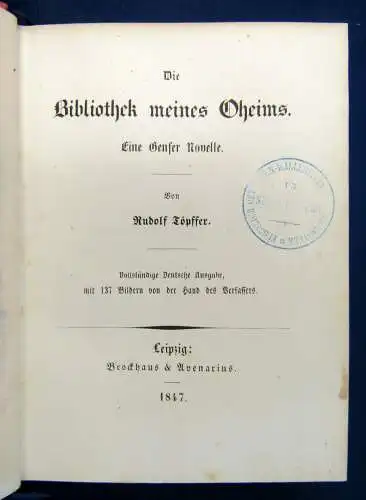 Die
Bibliothek meines Oheims.
Eine Genfer Novelle.
Von
Rudolf Töpffer.
Vollständige Deutsche Ausgabe,
mit 137 Bildern von der Hand des Verfassers.
Leipzig:
Brockhaus & Avenarius.
1847.